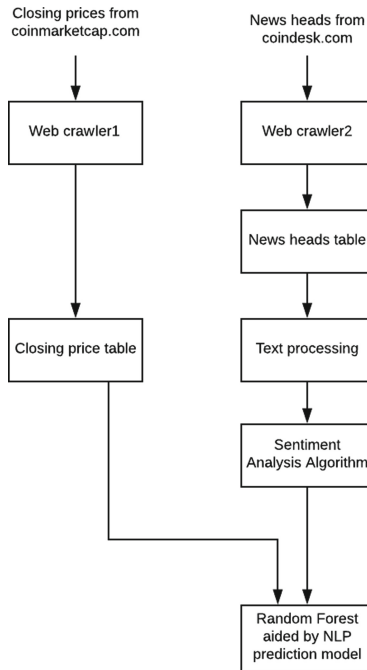 Closing prices from
coinmarketcap.com
News heads from
coindesk.com
Web crawler1
Web crawler2
News heads table
Closing price table
Text processing
Sentiment
Analysis Algorithm
Random Forest
aided by NLP
prediction model